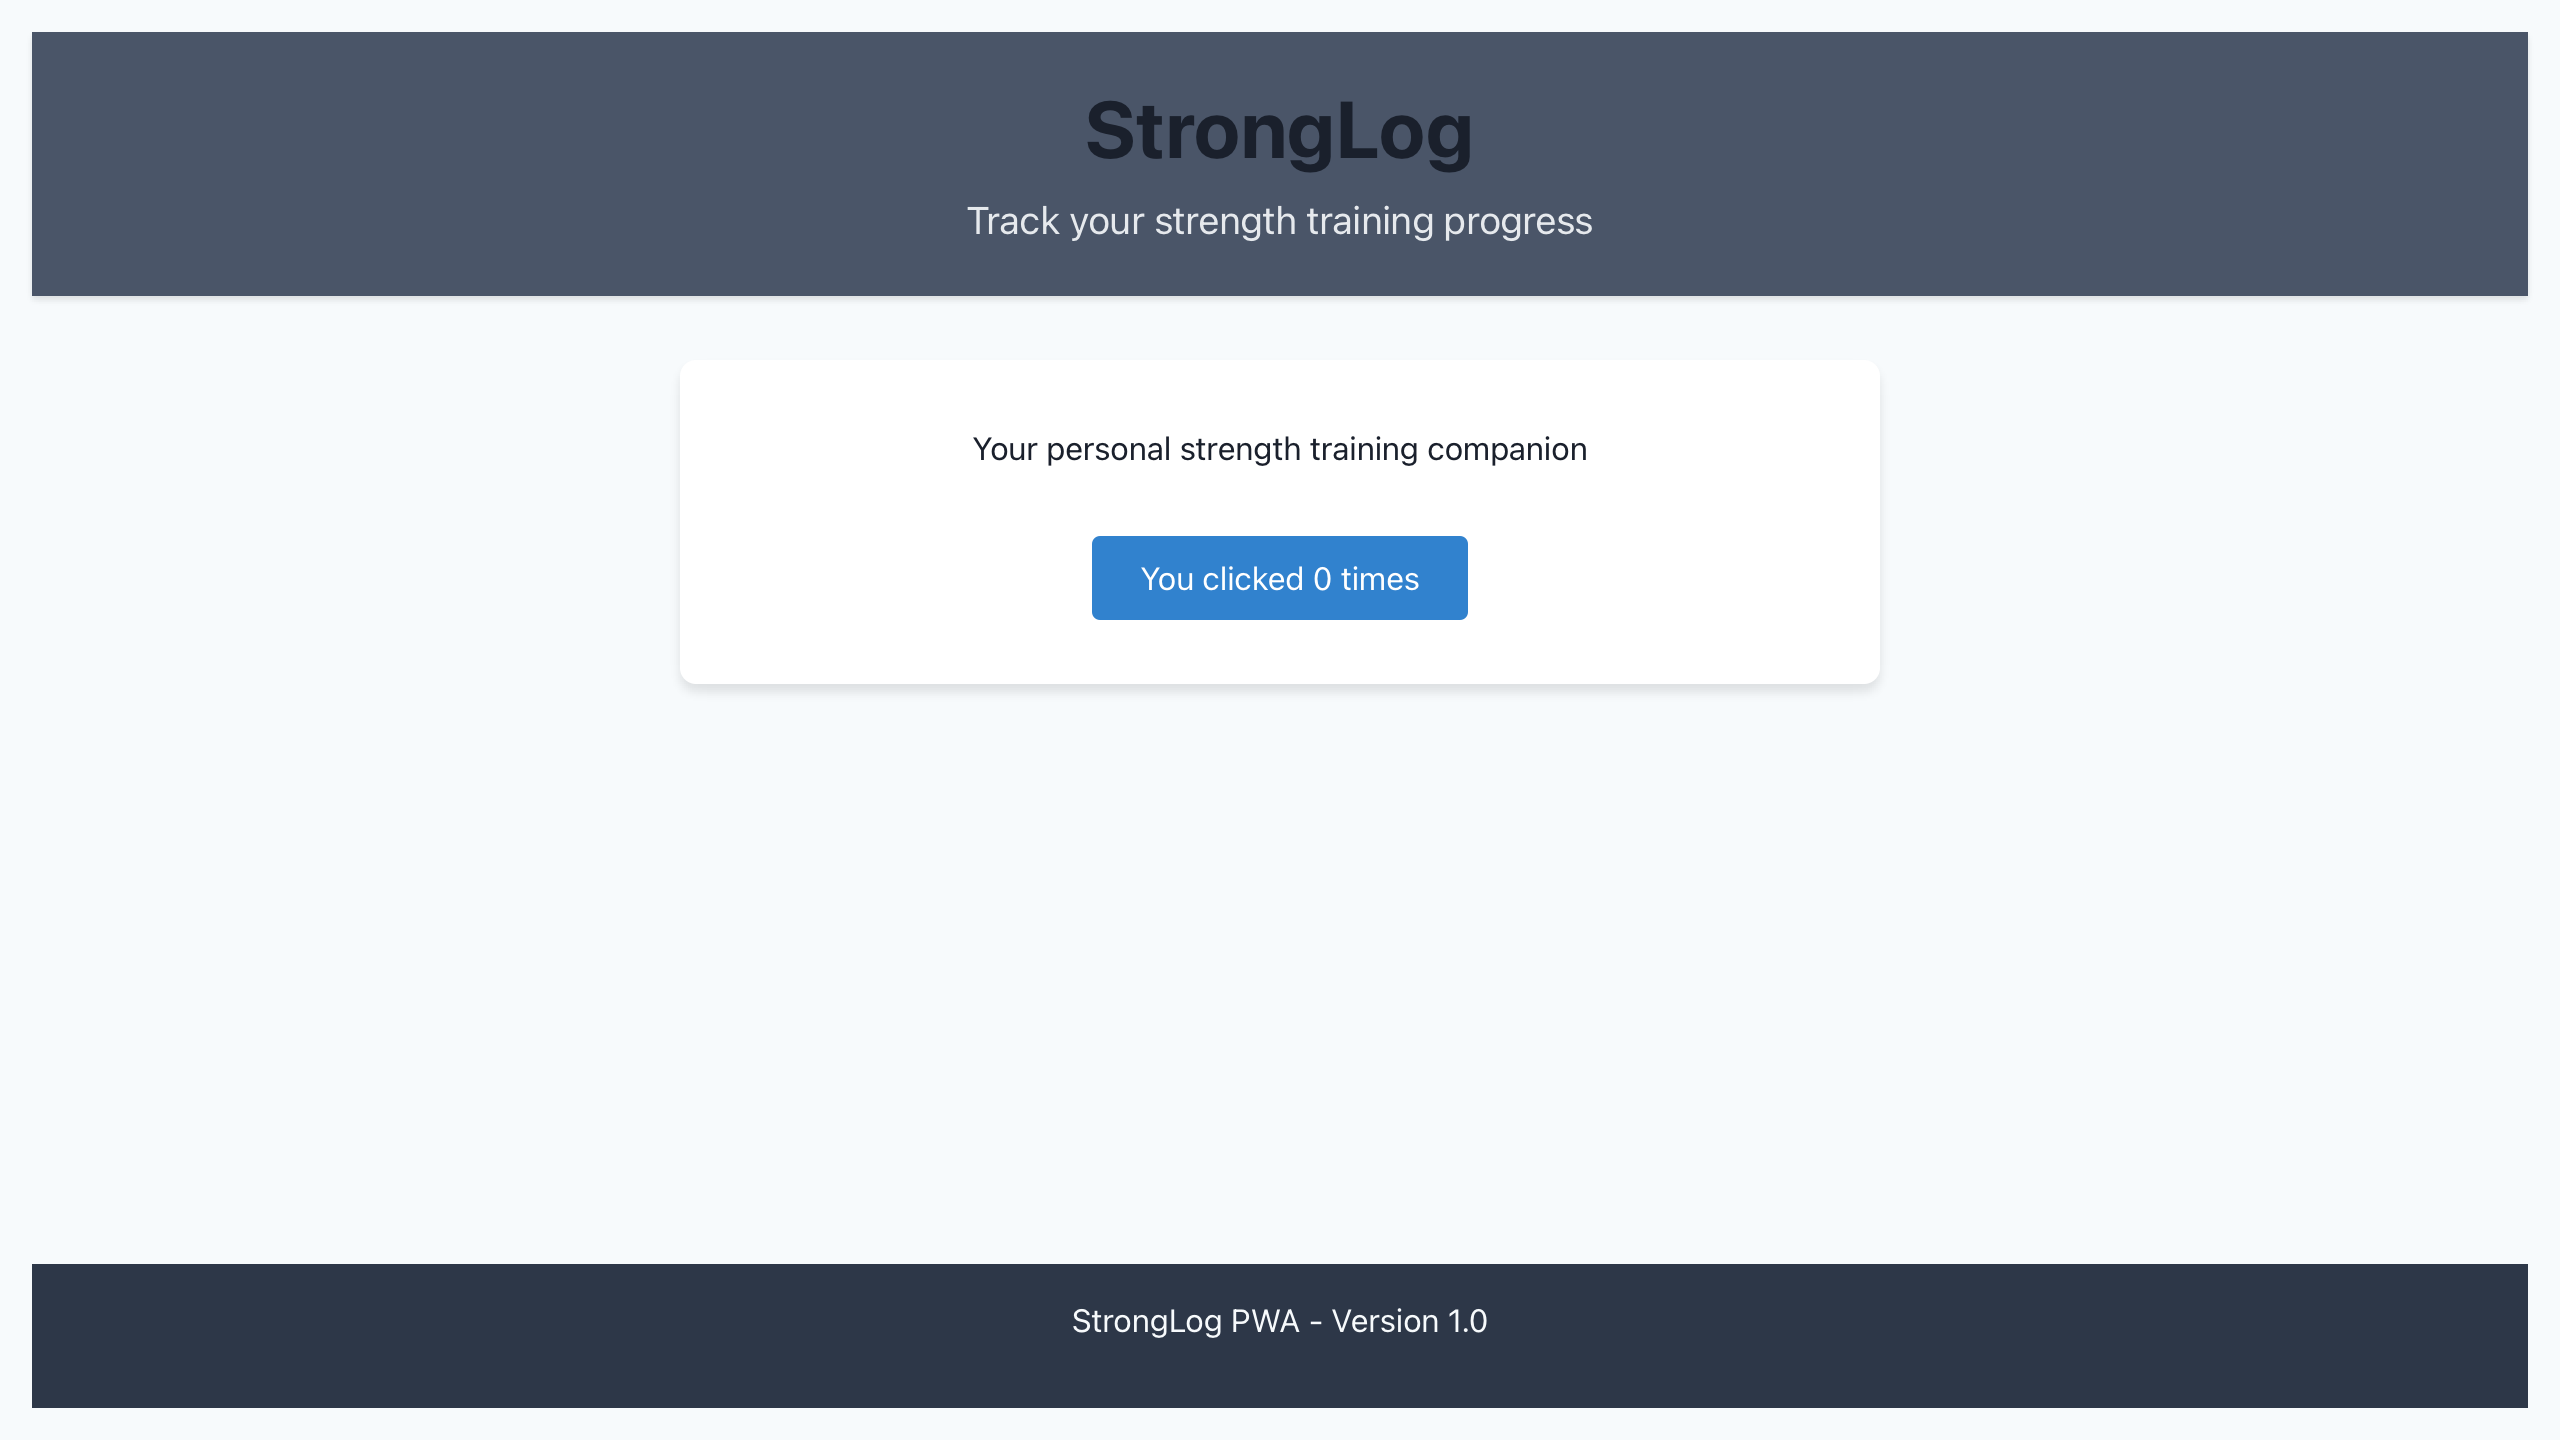 StrongLog
Track your strength training progress
Your personal strength training companion
You clicked 0 times
StrongLog PWA - Version 1.0